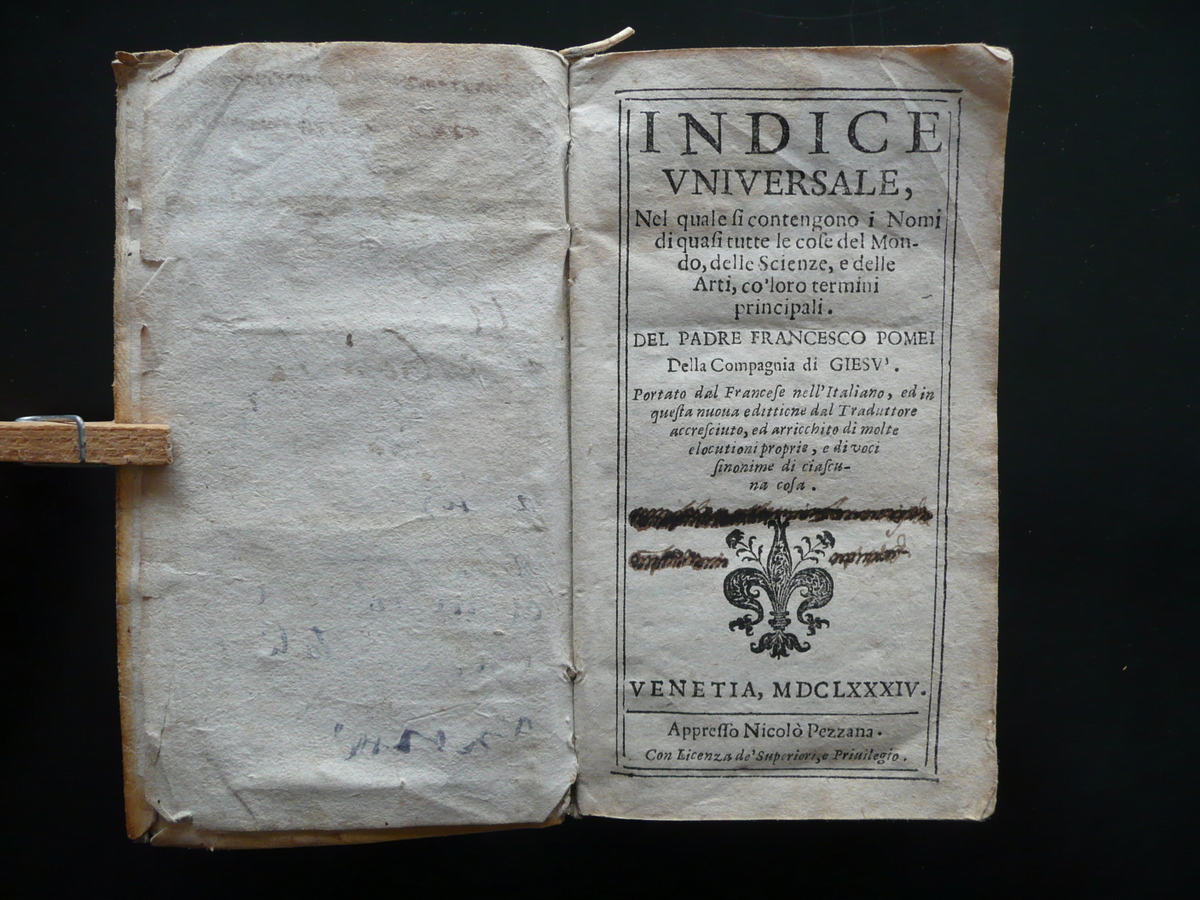 INDICE
VNIVERSALE,
Nel quale ſi contengono i Nomi
di quaſi tutte le coſe del Mon-
do, delle Scienze, e delle
Arti, co'loro termini
principali.
DEL PADRE FRANCESCO POMEI
Della Compagnia di GIESV'.
Portato dal Franceſe nell'Italiano, ed in
queſta nuoua edittione dal Traduttore
accreſciuto, ed arricchito di molte
elocutioni proprie, e di voci
ſinonime di ciaſcu-
na coſa.
VENETIA, MDCLXXXIV.
Appreſſo Nicolò Pezzana.
Con Licenza de' Superiori, e Priuilegio.